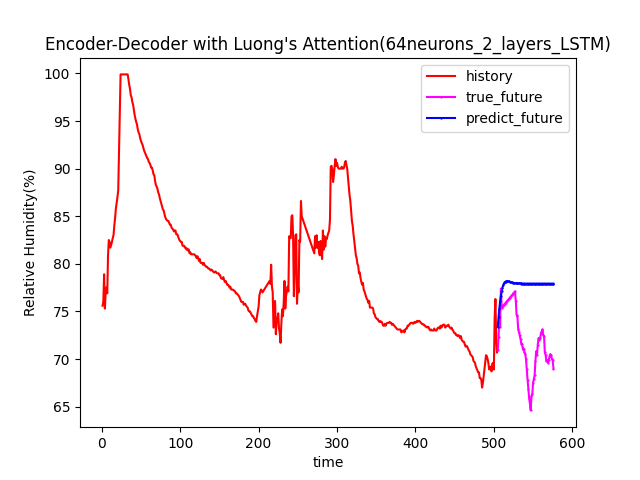 Encoder-Decoder with Luong's Attention(64neurons_2_layers_LSTM)
history
true_future
predict_future
Relative Humidity(%)
100
95
90
85
80
75
70
65
0 100 200 300 400 500 600
time